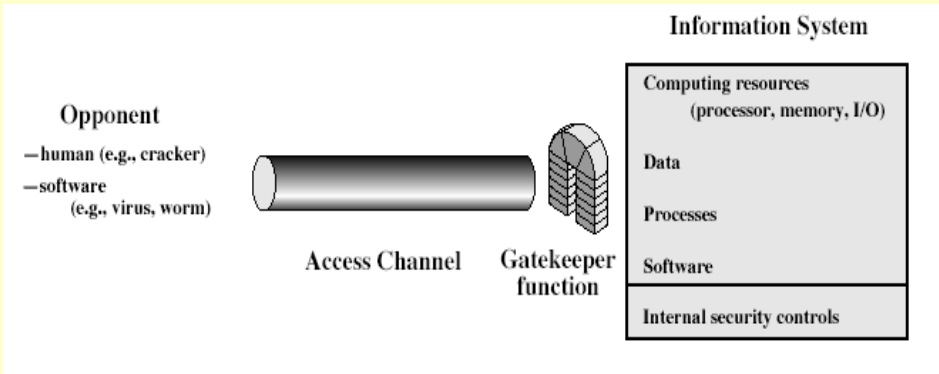 Information System
Opponent
—human (e.g., cracker)
—software
(e.g., virus, worm)
Access Channel
Gatekeeper
function
Computing resources
(processor, memory, I/O)
Data
Processes
Software
Internal security controls